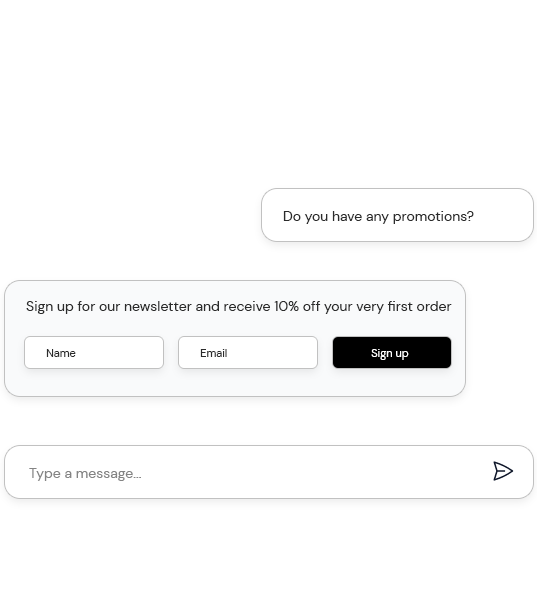 Do you have any promotions?
Sign up for our newsletter and receive 10% off your very first order
Name
Email
Sign up
Type a message...